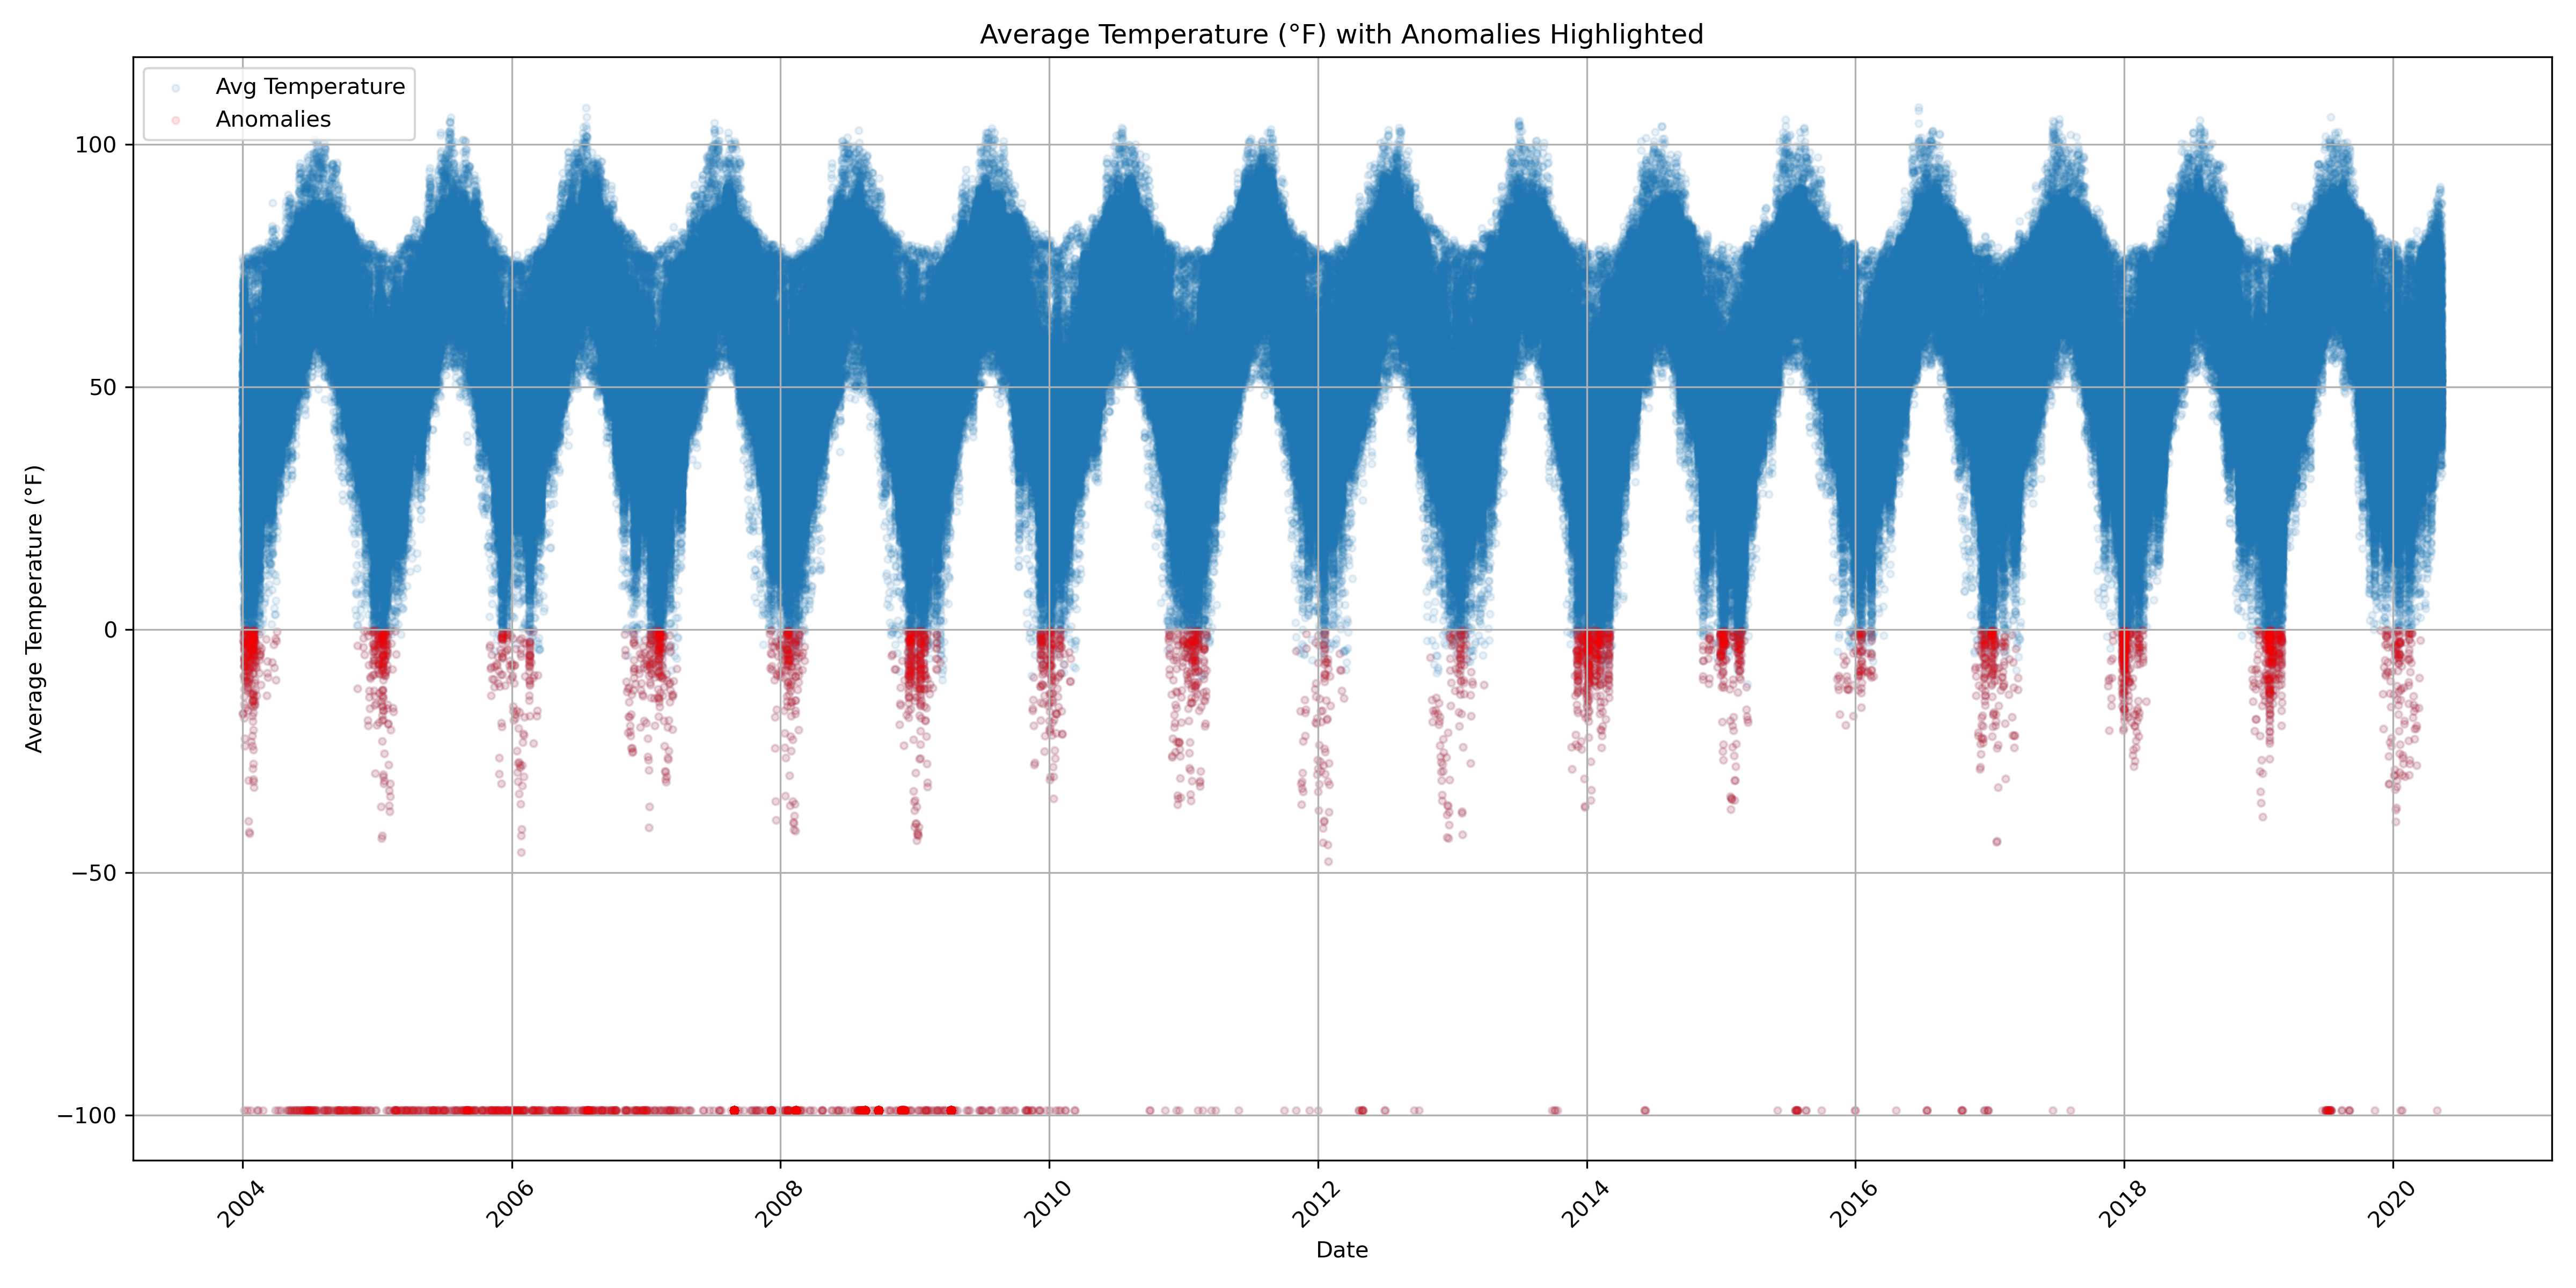 Average Temperature (°F) with Anomalies Highlighted
Avg Temperature
Anomalies
Average Temperature (°F)
100
50
0
−50
−100
2004
2006
2008
2010
2012
2014
2016
2018
2020
Date